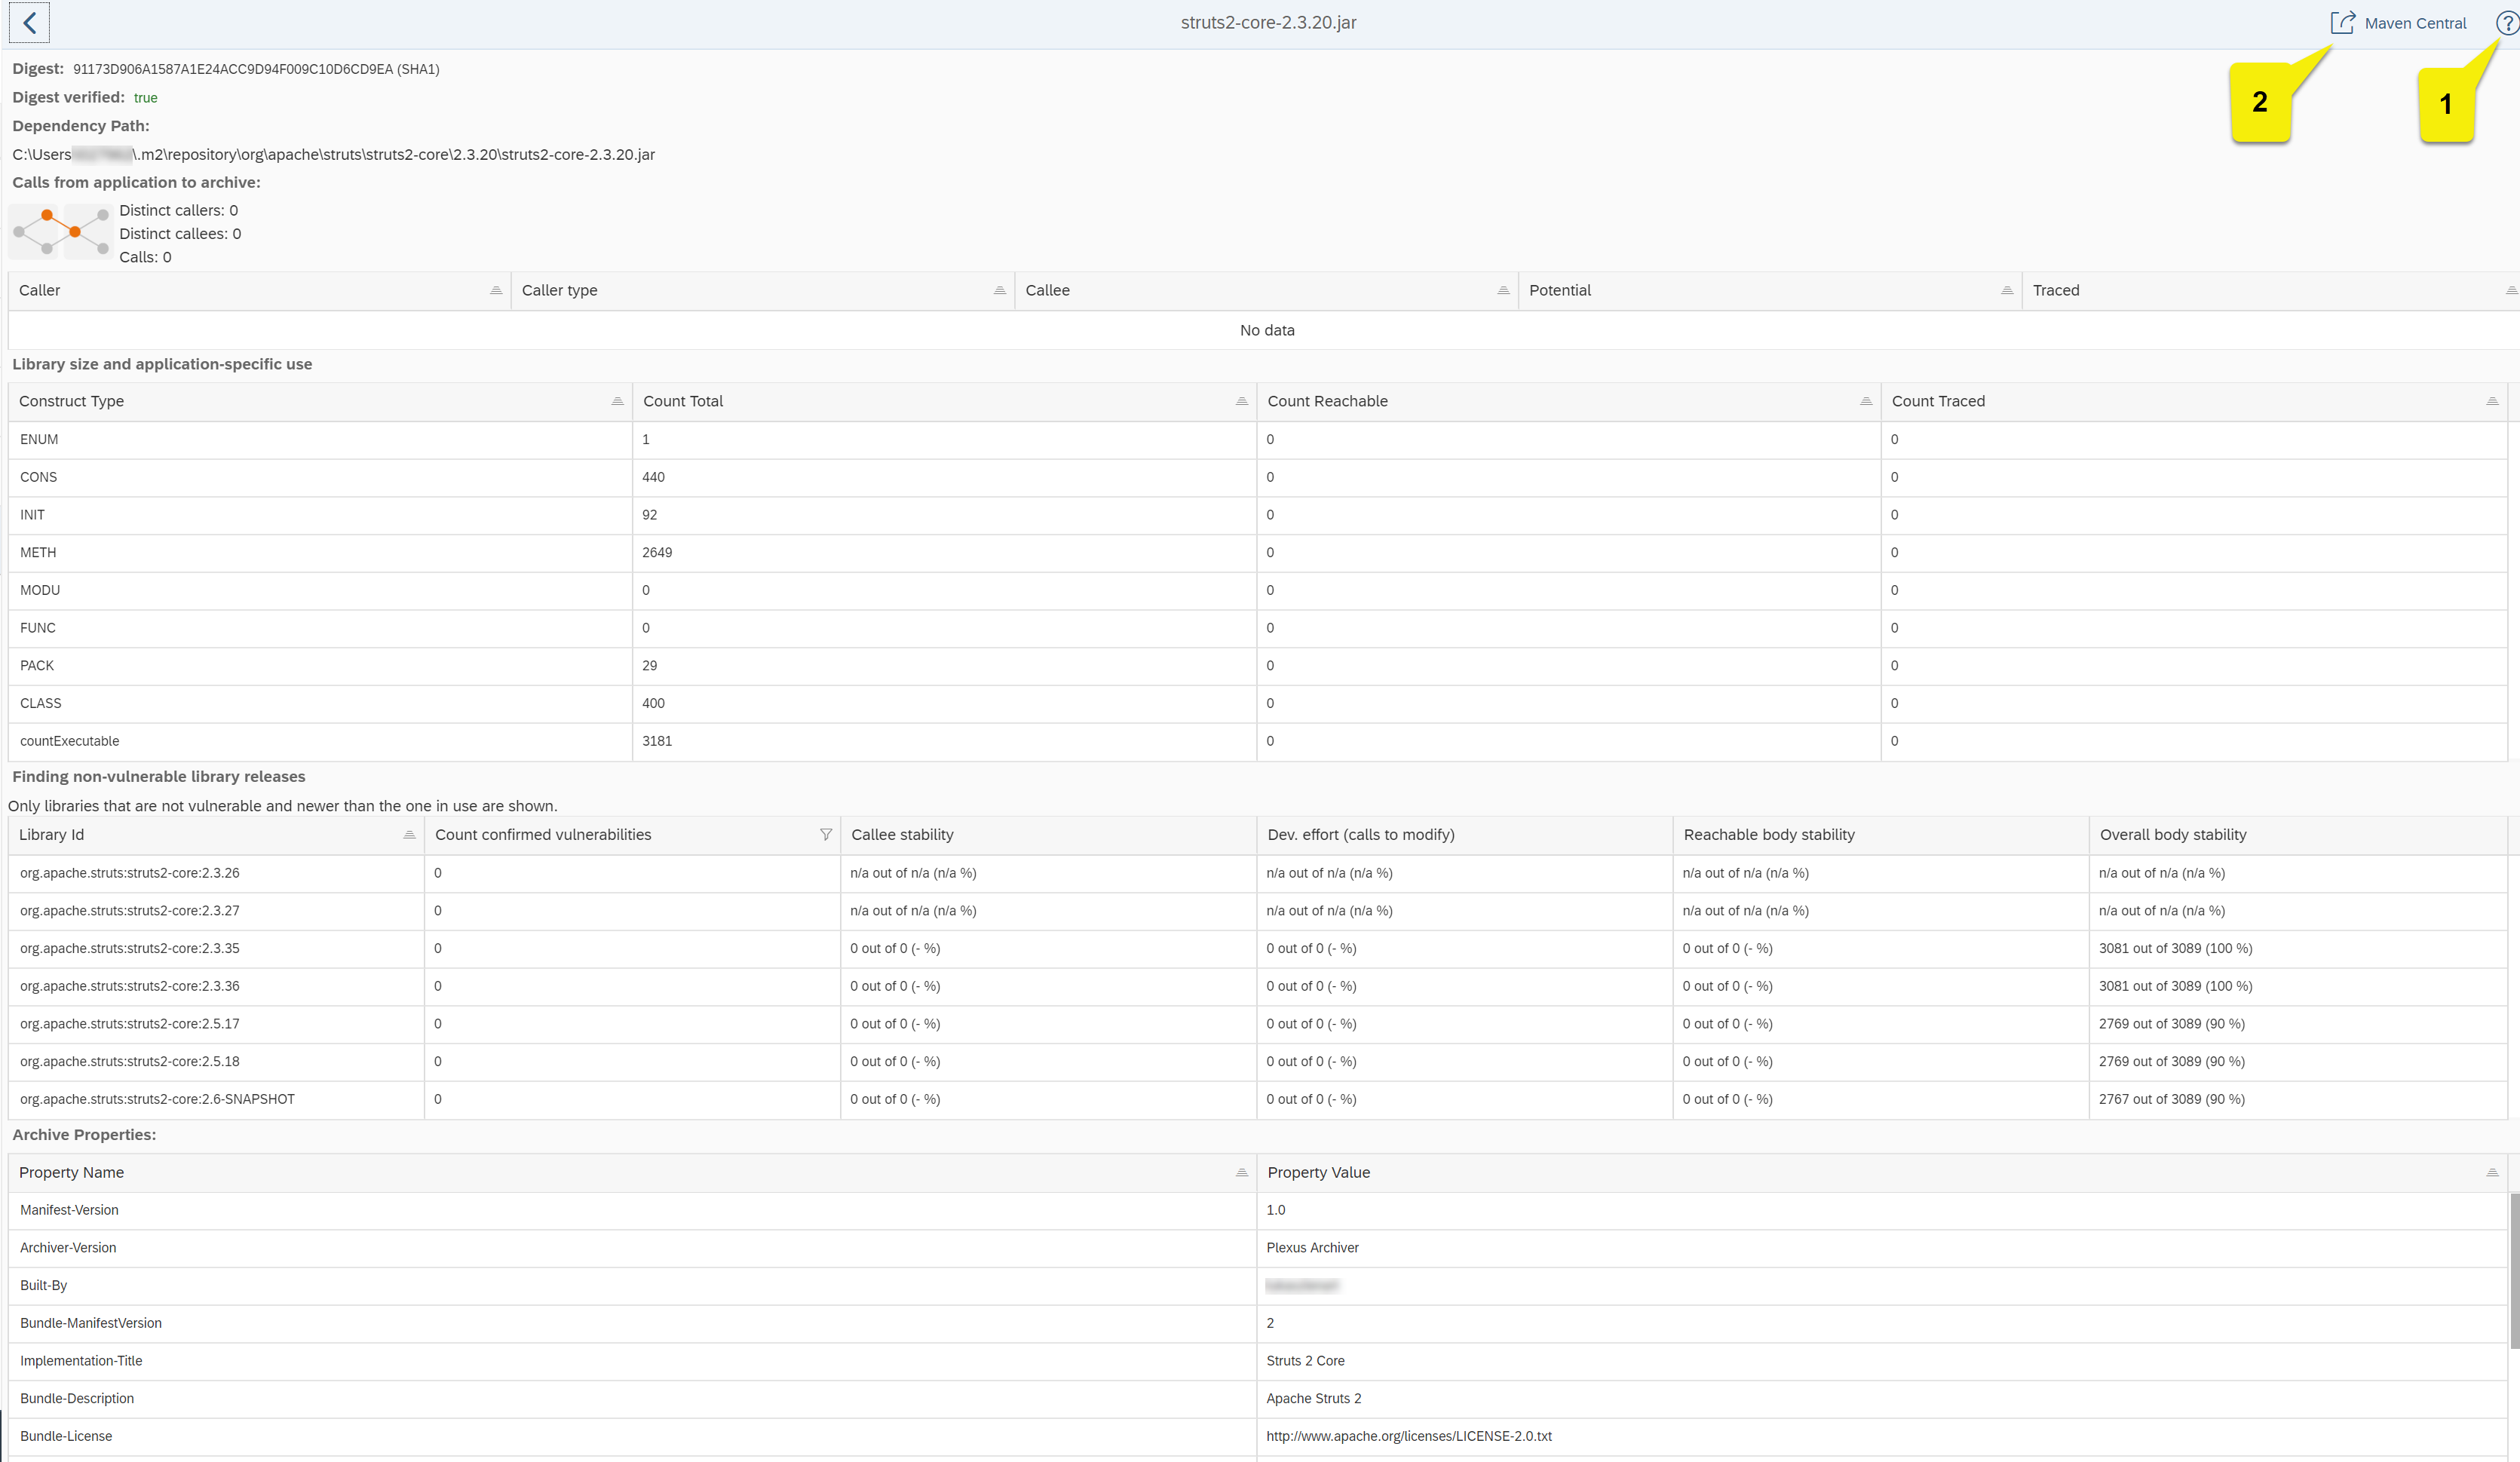 struts2-core-2.3.20.jar
Maven Central
?
2
1
Digest: 91173D906A1587A1E24ACC9D94F009C10D6CD9EA (SHA1)
Digest verified: true
Dependency Path:
C:\Users \.m2\repository\org\apache\struts\struts2-core\2.3.20\struts2-core-2.3.20.jar
Calls from application to archive:
Distinct callers: 0
Distinct callees: 0
Calls: 0
Caller Caller type Callee Potential Traced
No data
Library size and application-specific use
Construct Type Count Total Count Reachable Count Traced
ENUM 1 0 0
CONS 440 0 0
INIT 92 0 0
METH 2649 0 0
MODU 0 0 0
FUNC 0 0 0
PACK 29 0 0
CLASS 400 0 0
countExecutable 3181 0 0
Finding non-vulnerable library releases
Only libraries that are not vulnerable and newer than the one in use are shown.
Library Id Count confirmed vulnerabilities Callee stability Dev. effort (calls to modify) Reachable body stability Overall body stability
org.apache.struts:struts2-core:2.3.26 0 n/a out of n/a (n/a %) n/a out of n/a (n/a %) n/a out of n/a (n/a %) n/a out of n/a (n/a %)
org.apache.struts:struts2-core:2.3.27 0 n/a out of n/a (n/a %) n/a out of n/a (n/a %) n/a out of n/a (n/a %) n/a out of n/a (n/a %)
org.apache.struts:struts2-core:2.3.35 0 0 out of 0 (- %) 0 out of 0 (- %) 0 out of 0 (- %) 3081 out of 3089 (100 %)
org.apache.struts:struts2-core:2.3.36 0 0 out of 0 (- %) 0 out of 0 (- %) 0 out of 0 (- %) 3081 out of 3089 (100 %)
org.apache.struts:struts2-core:2.5.17 0 0 out of 0 (- %) 0 out of 0 (- %) 0 out of 0 (- %) 2769 out of 3089 (90 %)
org.apache.struts:struts2-core:2.5.18 0 0 out of 0 (- %) 0 out of 0 (- %) 0 out of 0 (- %) 2769 out of 3089 (90 %)
org.apache.struts:struts2-core:2.6-SNAPSHOT 0 0 out of 0 (- %) 0 out of 0 (- %) 0 out of 0 (- %) 2767 out of 3089 (90 %)
Archive Properties:
Property Name Property Value
Manifest-Version 1.0
Archiver-Version Plexus Archiver
Built-By
Bundle-ManifestVersion 2
Implementation-Title Struts 2 Core
Bundle-Description Apache Struts 2
Bundle-License http://www.apache.org/licenses/LICENSE-2.0.txt